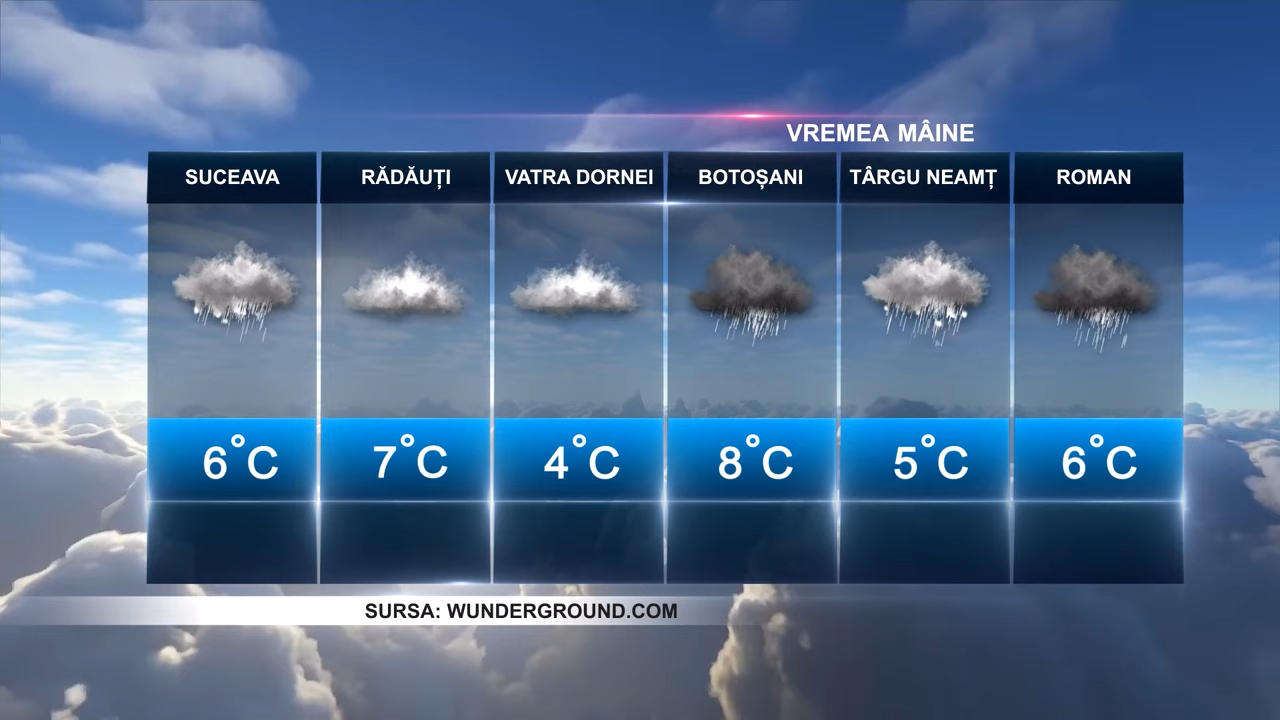 VREMEA MÂINE
SUCEAVA
RĂDĂUȚI
VATRA DORNEI
BOTOȘANI
TÂRGU NEAMȚ
ROMAN
6°C
7°C
4°C
8°C
5°C
6°C
SURSA: WUNDERGROUND.COM